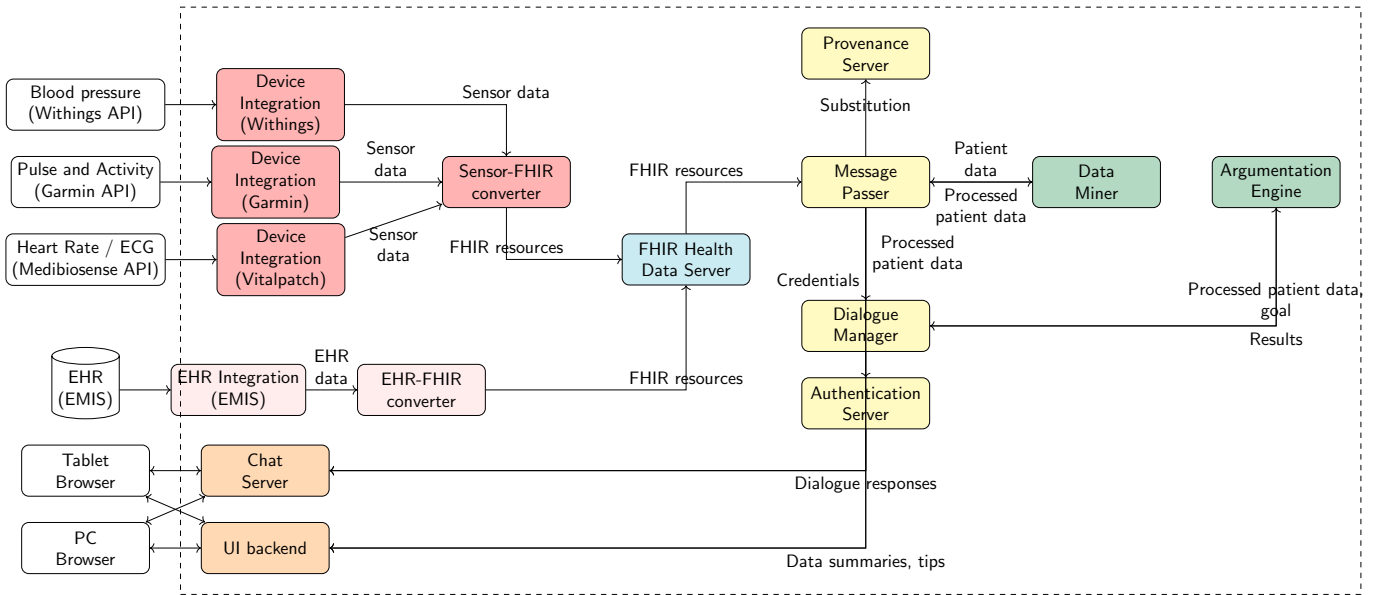 Provenance
Server
Blood pressure
(Withings API)
Device
Integration
(Withings)
Sensor data
Substitution
Pulse and Activity
(Garmin API)
Device
Integration
(Garmin)
Sensor
data
Sensor-FHIR
converter
FHIR resources
Message
Passer
Patient
data
Processed
patient data
Data
Miner
Argumentation
Engine
Heart Rate / ECG
(Medibiosense API)
Device
Integration
(Vitalpatch)
Sensor
data
FHIR resources
FHIR Health
Data Server
Processed
patient data
Credentials
Processed patient data,
goal
Dialogue
Manager
Results
EHR
(EMIS)
EHR Integration
(EMIS)
EHR
data
EHR-FHIR
converter
FHIR resources
Authentication
Server
Tablet
Browser
Chat
Server
Dialogue responses
PC
Browser
UI backend
Data summaries, tips